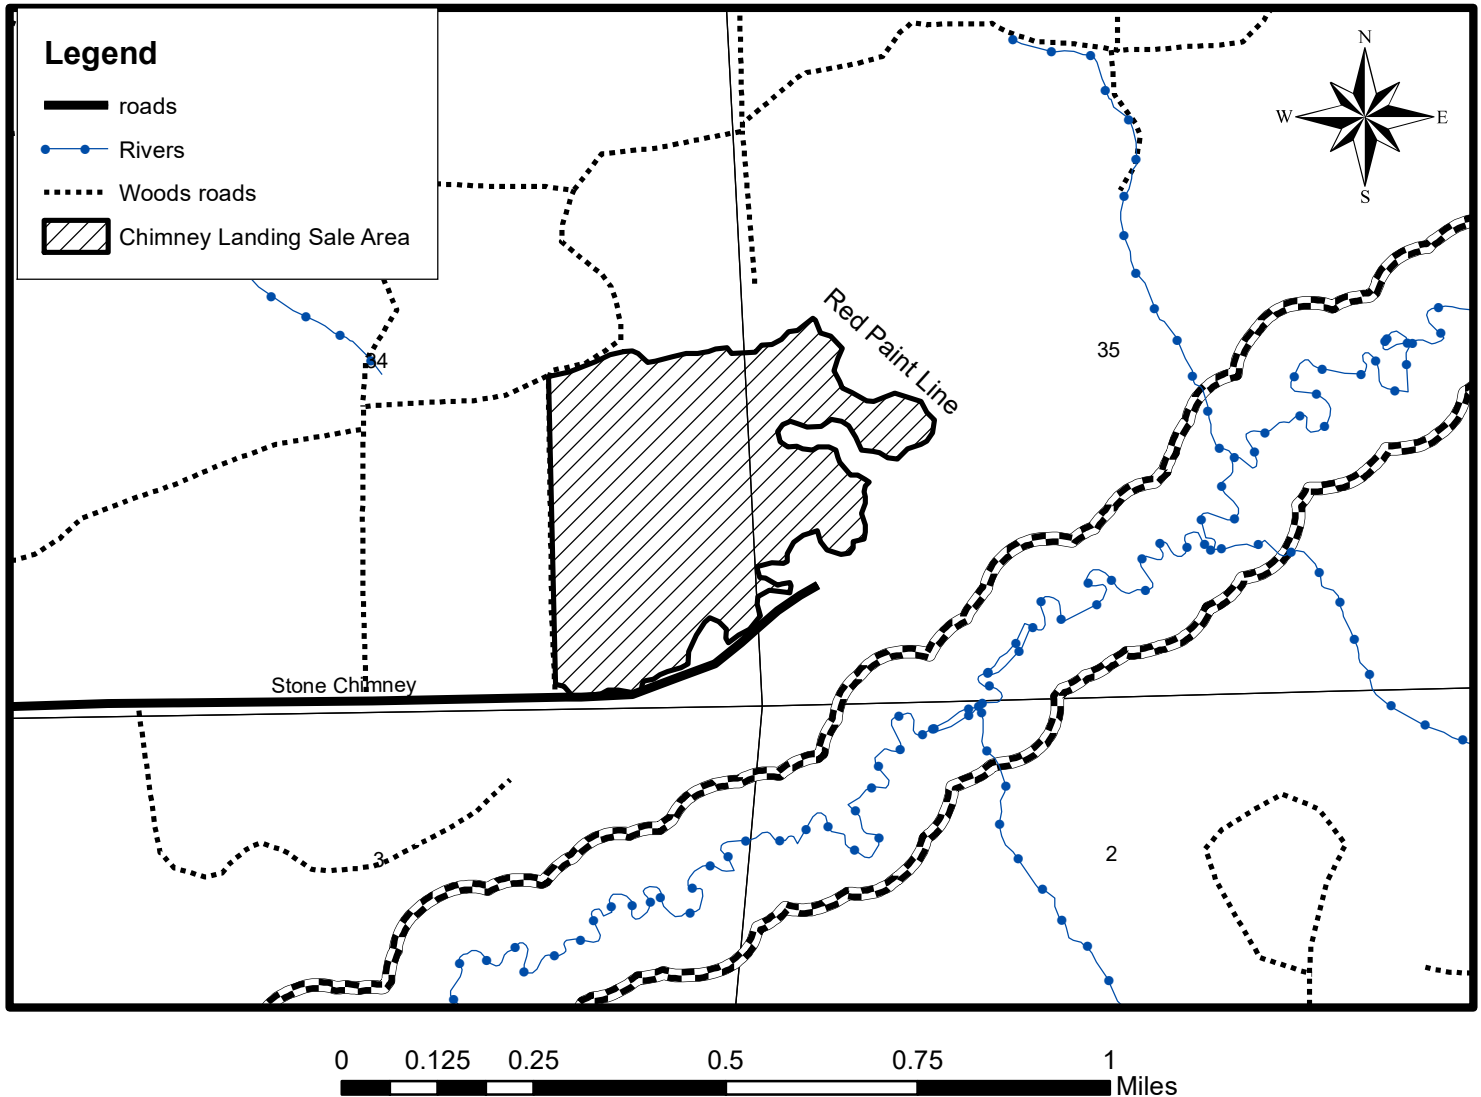 Legend
roads
Rivers
Woods roads
Chimney Landing Sale Area
N
W
E
S
Red Paint Line
34
35
Stone Chimney
3
2
0
0.125
0.25
0.5
0.75
1
Miles